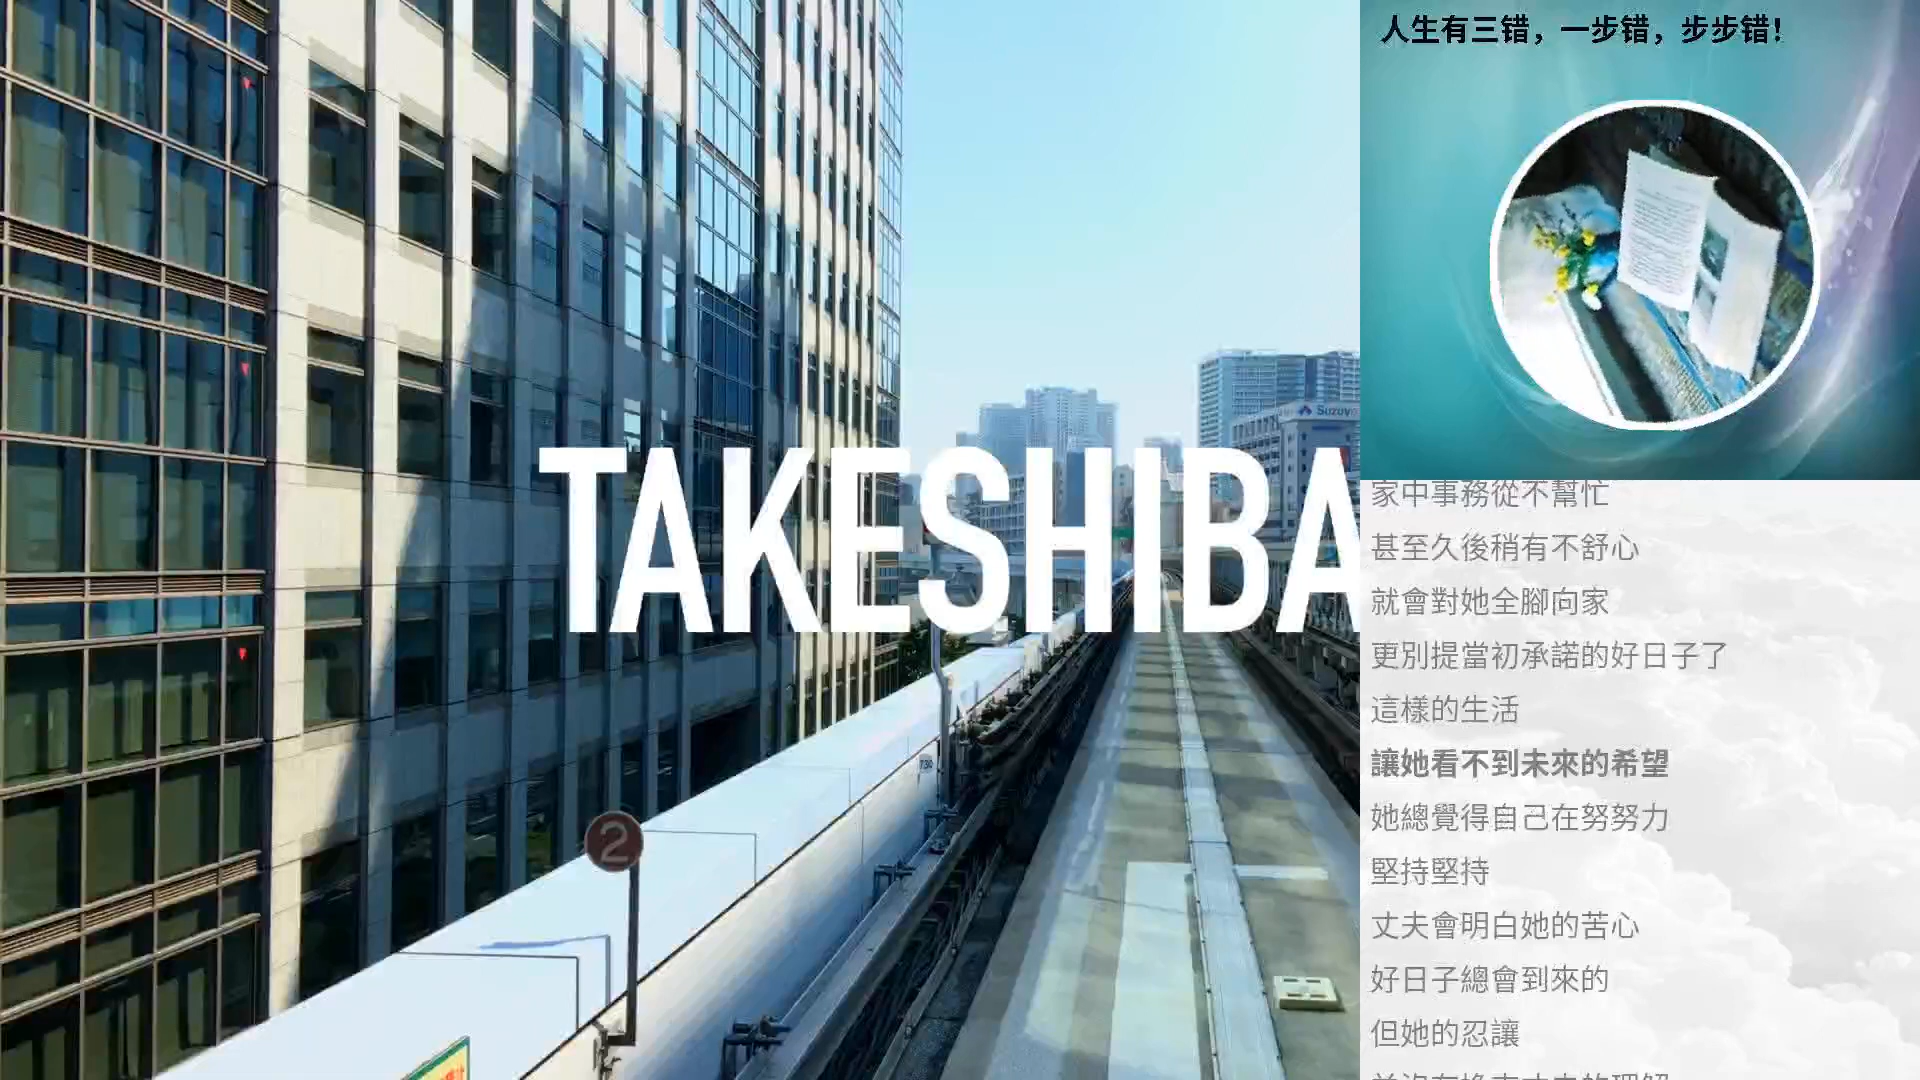 人生有三错，一步错，步步错！
Suzuyo
TAKESHIBA
730
2
家中事務從不幫忙
甚至久後稍有不舒心
就會對她全腳向家
更別提當初承諾的好日子了
這樣的生活
讓她看不到未來的希望
她總覺得自己在努努力
堅持堅持
丈夫會明白她的苦心
好日子總會到來的
但她的忍讓